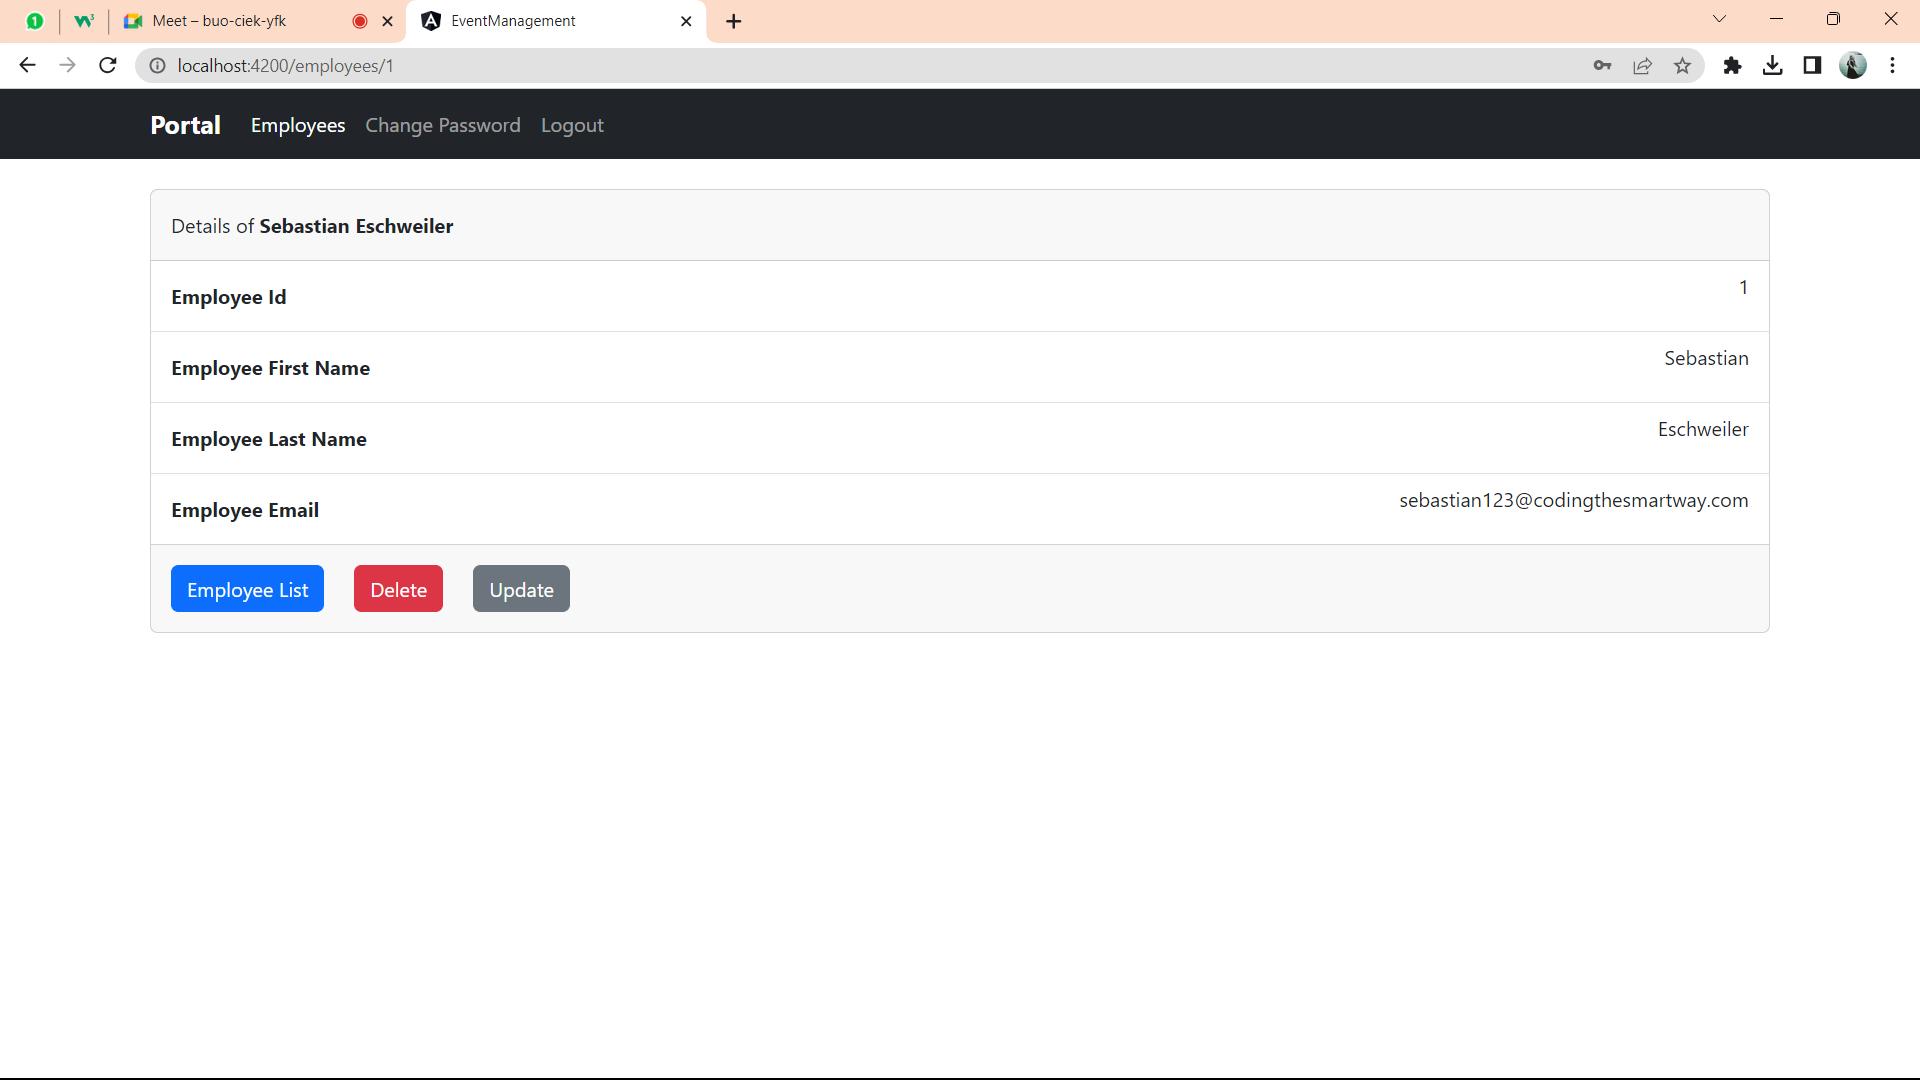 Meet – buo-ciek-yfk
EventManagement
localhost:4200/employees/1
Portal Employees Change Password Logout
Details of Sebastian Eschweiler
Employee Id 1
Employee First Name Sebastian
Employee Last Name Eschweiler
Employee Email sebastian123@codingthesmartway.com
Employee List Delete Update